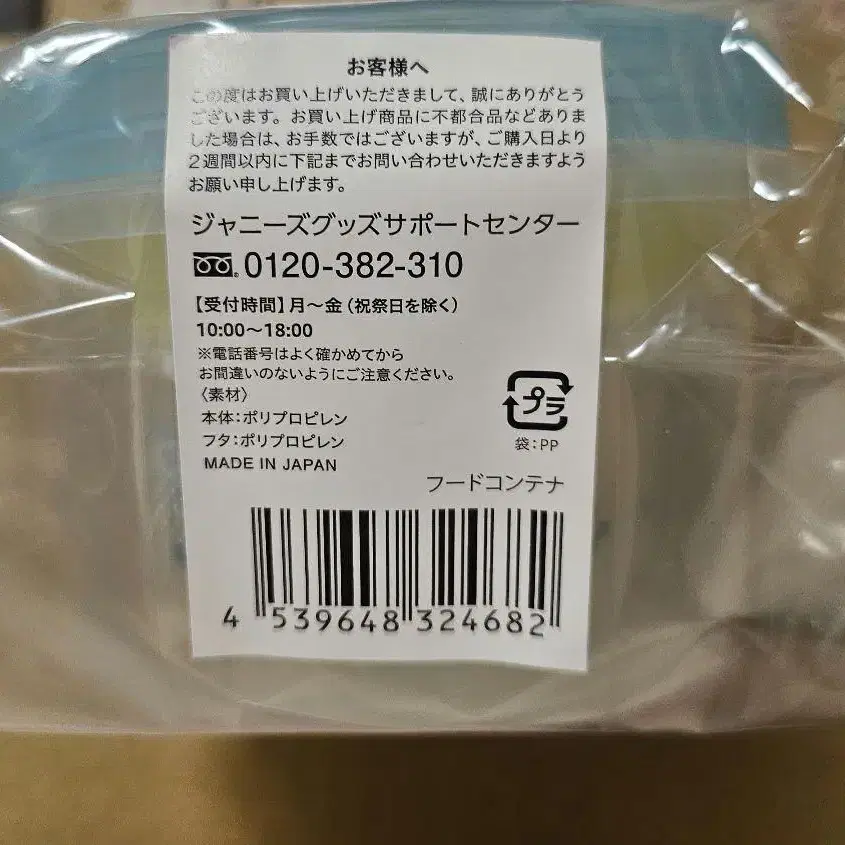 お客様へ
この度はお買い上げいただきまして、誠にありがとう
ございます。お買い上げ商品に不都合品などありま
した場合は、お手数ではございますが、ご購入日より
2週間以内に下記までお問い合わせいただきますよう
お願い申し上げます。
ジャニーズグッズサポートセンター
0120-382-310
【受付時間】月〜金（祝祭日を除く）
10:00〜18:00
※電話番号はよく確かめてから
お間違いのないようにご注意ください。
〈素材〉
本体：ポリプロピレン
フタ：ポリプロピレン
MADE IN JAPAN
プラ
袋：PP
フードコンテナ
4 539648 324682